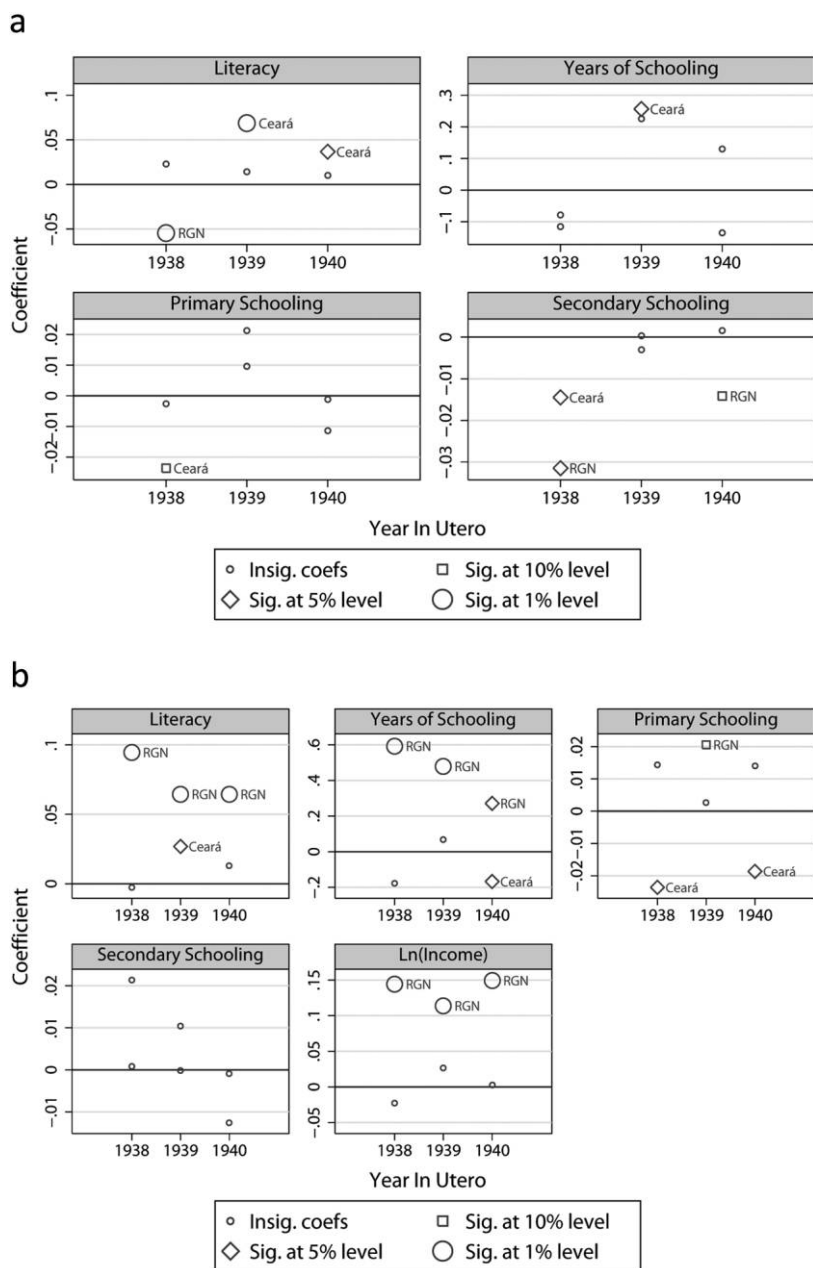 a
Literacy
Years of Schooling
Coefficient
.1
.05
0
-.05
Ceará
Ceará
RGN
1938 1939 1940
.3
.2
.1
0
-.1
Ceará
1938 1939 1940
Primary Schooling
Secondary Schooling
.02
.01
0
-.01
-.02
Ceará
1938 1939 1940
0
-.01
-.02
-.03
Ceará
RGN
RGN
1938 1939 1940
Year In Utero
Insig. coefs
Sig. at 10% level
Sig. at 5% level
Sig. at 1% level
b
Literacy
Years of Schooling
Primary Schooling
Coefficient
.1
.05
0
RGN
RGN
RGN
Ceará
1938 1939 1940
.6
.4
.2
0
-.2
RGN
RGN
RGN
Ceará
1938 1939 1940
.02
.01
0
-.01
-.02
RGN
Ceará
Ceará
1938 1939 1940
Secondary Schooling
Ln(Income)
.02
.01
0
-.01
1938 1939 1940
.15
.1
.05
0
-.05
RGN
RGN
RGN
1938 1939 1940
Year In Utero
Insig. coefs
Sig. at 10% level
Sig. at 5% level
Sig. at 1% level